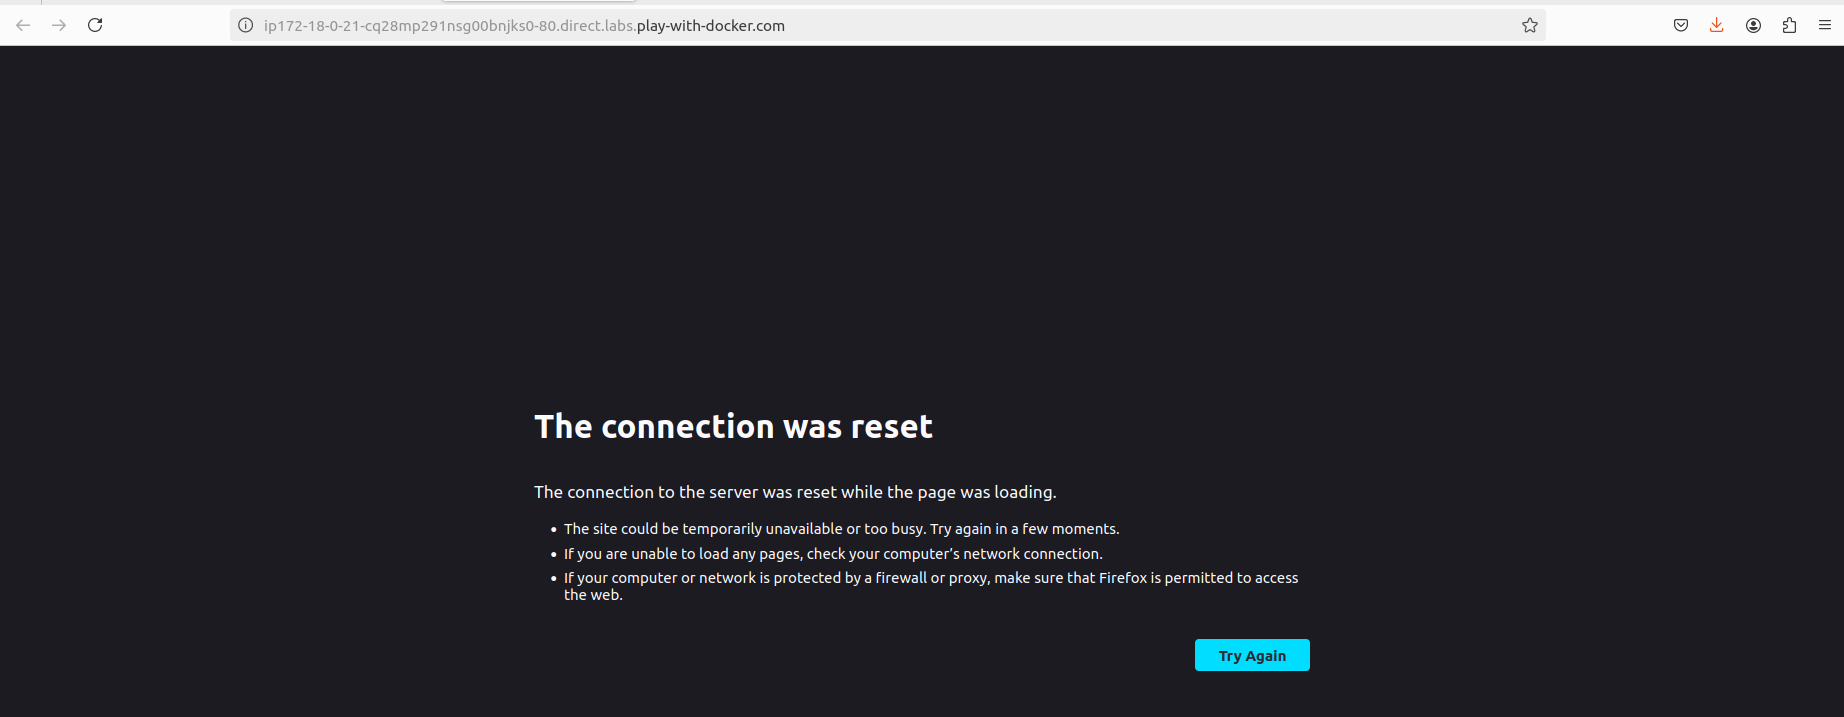 ip172-18-0-21-cq28mp291nsg00bnjks0-80.direct.labs.play-with-docker.com
The connection was reset
The connection to the server was reset while the page was loading.
• The site could be temporarily unavailable or too busy. Try again in a few moments.
• If you are unable to load any pages, check your computer’s network connection.
• If your computer or network is protected by a firewall or proxy, make sure that Firefox is permitted to access
the web.
Try Again